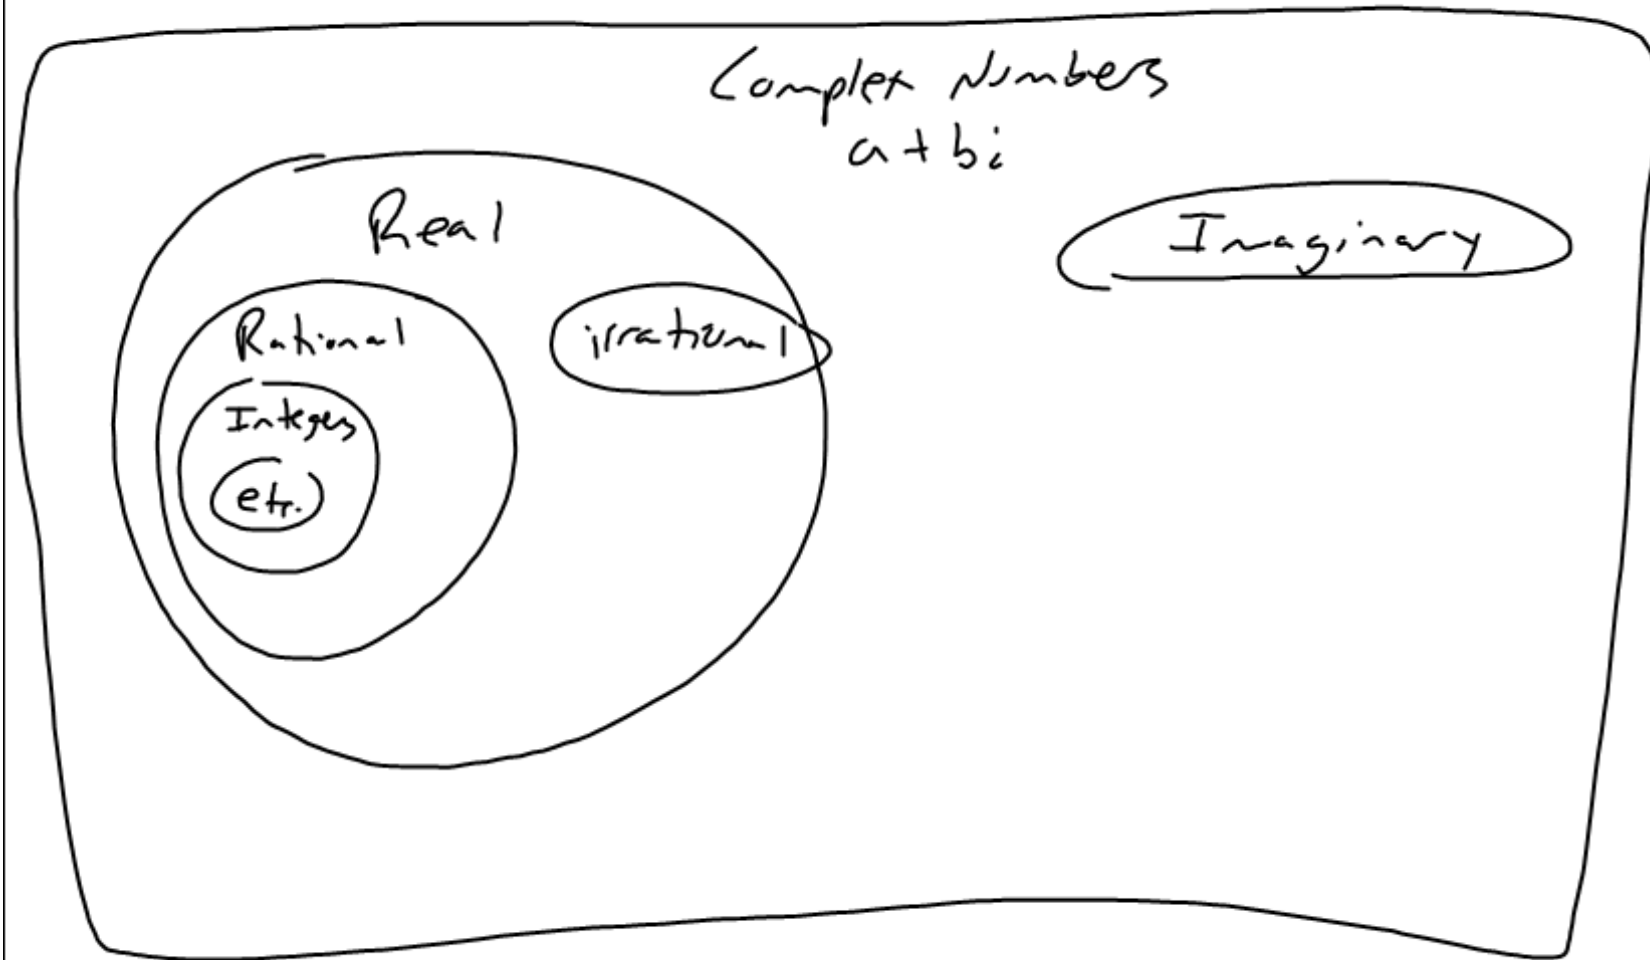 Complex Numbers
a + bi
Real
Imaginary
Rational
irrational
Integers
etc.